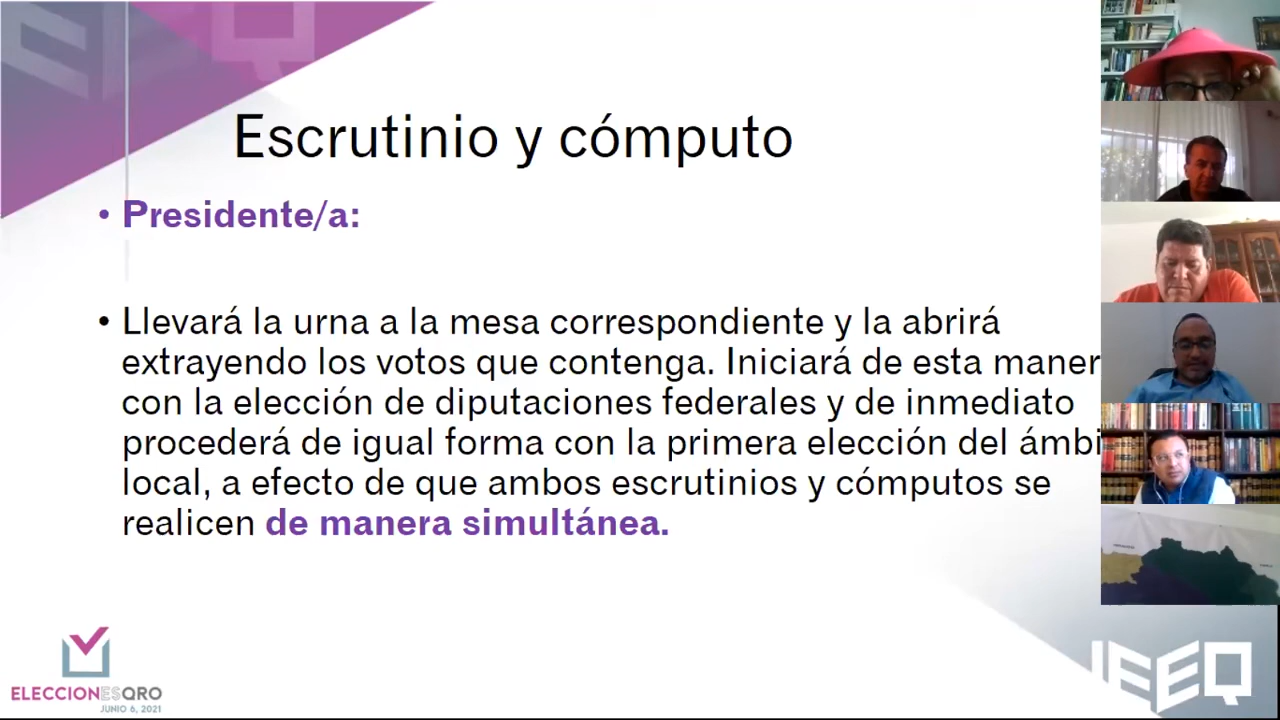 IEEQ
Escrutinio y cómputo
• Presidente/a:
• Llevará la urna a la mesa correspondiente y la abrirá
extrayendo los votos que contenga. Iniciará de esta maner
con la elección de diputaciones federales y de inmediato
procederá de igual forma con la primera elección del ámbi
local, a efecto de que ambos escrutinios y cómputos se
realicen de manera simultánea.
ELECCIONESQRO
JUNIO 6, 2021
IEEQ